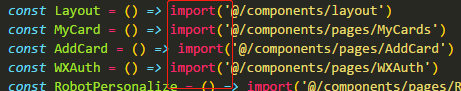 const Layout = () => import('@/components/layout')
const MyCard = () => import('@/components/pages/MyCards')
const AddCard = () => import('@/components/pages/AddCard')
const WXAuth = () => import('@/components/pages/WXAuth')
const RobotPersonalize = () => import('@/components/pages/R